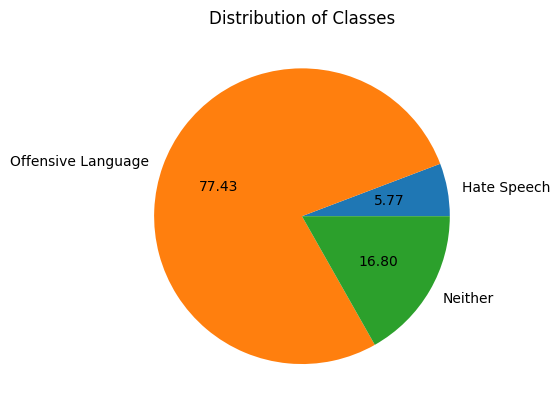 Distribution of Classes
Offensive Language
77.43
Hate Speech
5.77
16.80
Neither